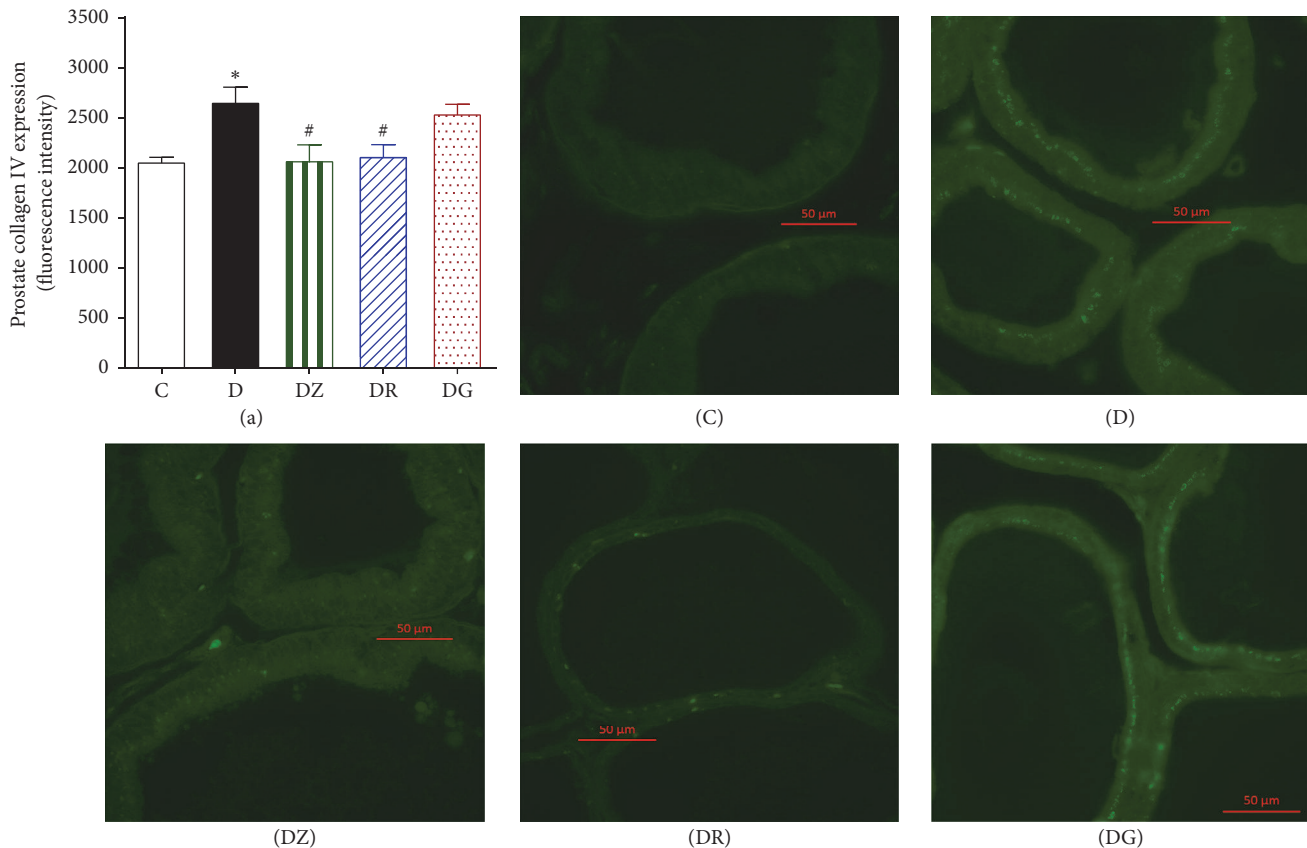 Prostate collagen IV expression
(fluorescence intensity)
3500
3000
2500
2000
1500
1000
500
0
*
#
#
C D DZ DR DG
(a)
50 µm
(C)
50 µm
(D)
50 µm
(DZ)
50 µm
(DR)
50 µm
(DG)